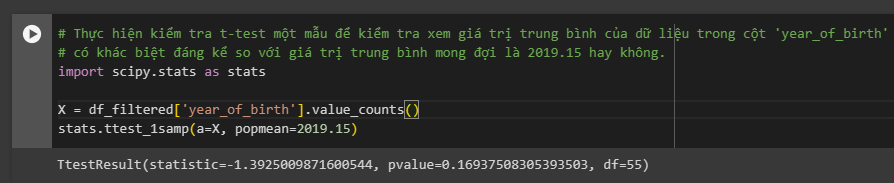 # Thực hiện kiểm tra t-test một mẫu để kiểm tra xem giá trị trung bình của dữ liệu trong cột 'year_of_birth'
# có khác biệt đáng kể so với giá trị trung bình mong đợi là 2019.15 hay không.
import scipy.stats as stats
X = df_filtered['year_of_birth'].value_counts()
stats.ttest_1samp(a=X, popmean=2019.15)
TtestResult(statistic=-1.3925009871600544, pvalue=0.16937508305393503, df=55)